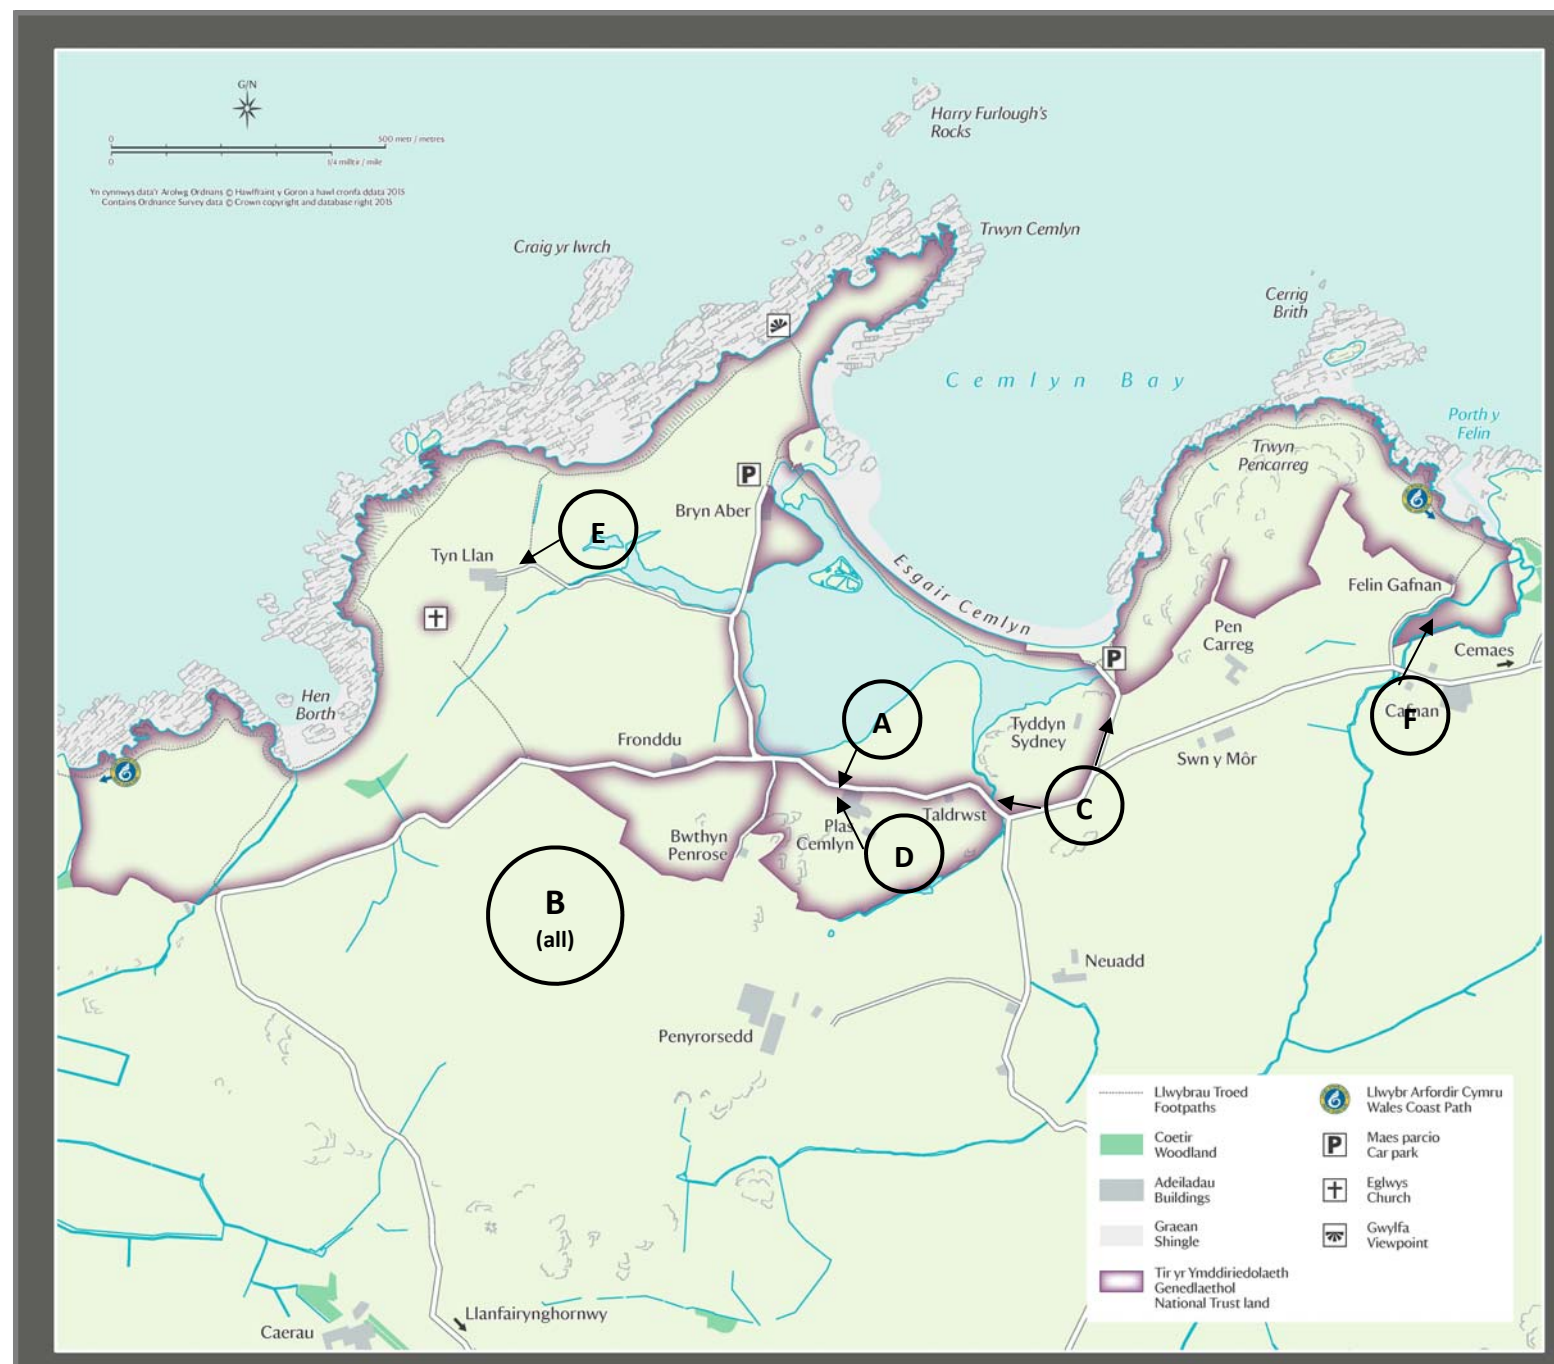 G/N
0 500 metr / metres
0 1/4 milltir / mile
Yn cynnwys data'r Arolwg Ordnans © Hawlfraint y Goron a hawl cronfa ddata 2015
Contains Ordnance Survey data © Crown copyright and database right 2015
Harry Furlough's
Rocks
Trwyn Cemlyn
Craig yr Iwrch
Cerrig
Brith
Cemlyn Bay
Porth y
Felin
Trwyn
Pencarreg
P
Bryn Aber
E
Tyn Llan
Esgair Cemlyn
Felin Gafnan
Pen
Carreg
P
Cemaes
Hen
Borth
A
Tyddyn
Sydney
Cafnan
F
Fronddu
Swn y Môr
C
Taldrwst
Plas
Cemlyn
Bwthyn
Penrose
D
B
(all)
Neuadd
Penyrorsedd
Llanfairynghornwy
Caerau
Llwybrau Troed
Footpaths
Coetir
Woodland
Adeiladau
Buildings
Graean
Shingle
Tir yr Ymddiriedolaeth
Genedlaethol
National Trust land
Llwybr Arfordir Cymru
Wales Coast Path
P
Maes parcio
Car park
Eglwys
Church
Gwylfa
Viewpoint